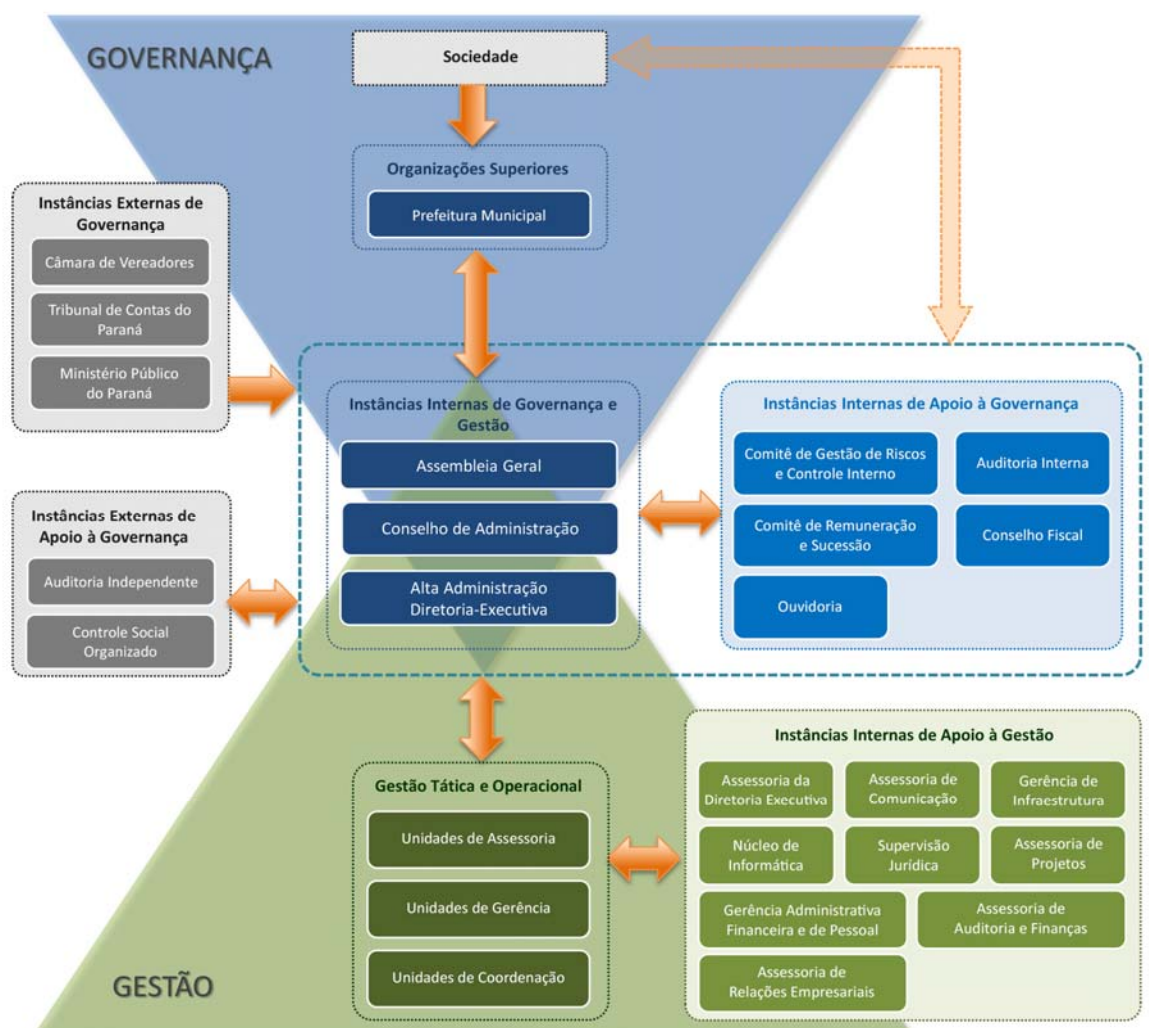 GOVERNANÇA
Sociedade
Organizações Superiores
Prefeitura Municipal
Instâncias Externas de
Governança
Câmara de Vereadores
Tribunal de Contas do
Paraná
Ministério Público
do Paraná
Instâncias Internas de Governança e
Gestão
Assembleia Geral
Conselho de Administração
Alta Administração
Diretoria-Executiva
Instâncias Internas de Apoio à Governança
Comitê de Gestão de Riscos
e Controle Interno
Auditoria Interna
Comitê de Remuneração
e Sucessão
Conselho Fiscal
Ouvidoria
Instâncias Externas de
Apoio à Governança
Auditoria Independente
Controle Social
Organizado
Gestão Tática e Operacional
Unidades de Assessoria
Unidades de Gerência
Unidades de Coordenação
Instâncias Internas de Apoio à Gestão
Assessoria da
Diretoria Executiva
Assessoria de
Comunicação
Gerência de
Infraestrutura
Núcleo de
Informática
Supervisão
Jurídica
Assessoria de
Projetos
Gerência Administrativa
Financeira e de Pessoal
Assessoria de
Auditoria e Finanças
Assessoria de
Relações Empresariais
GESTÃO